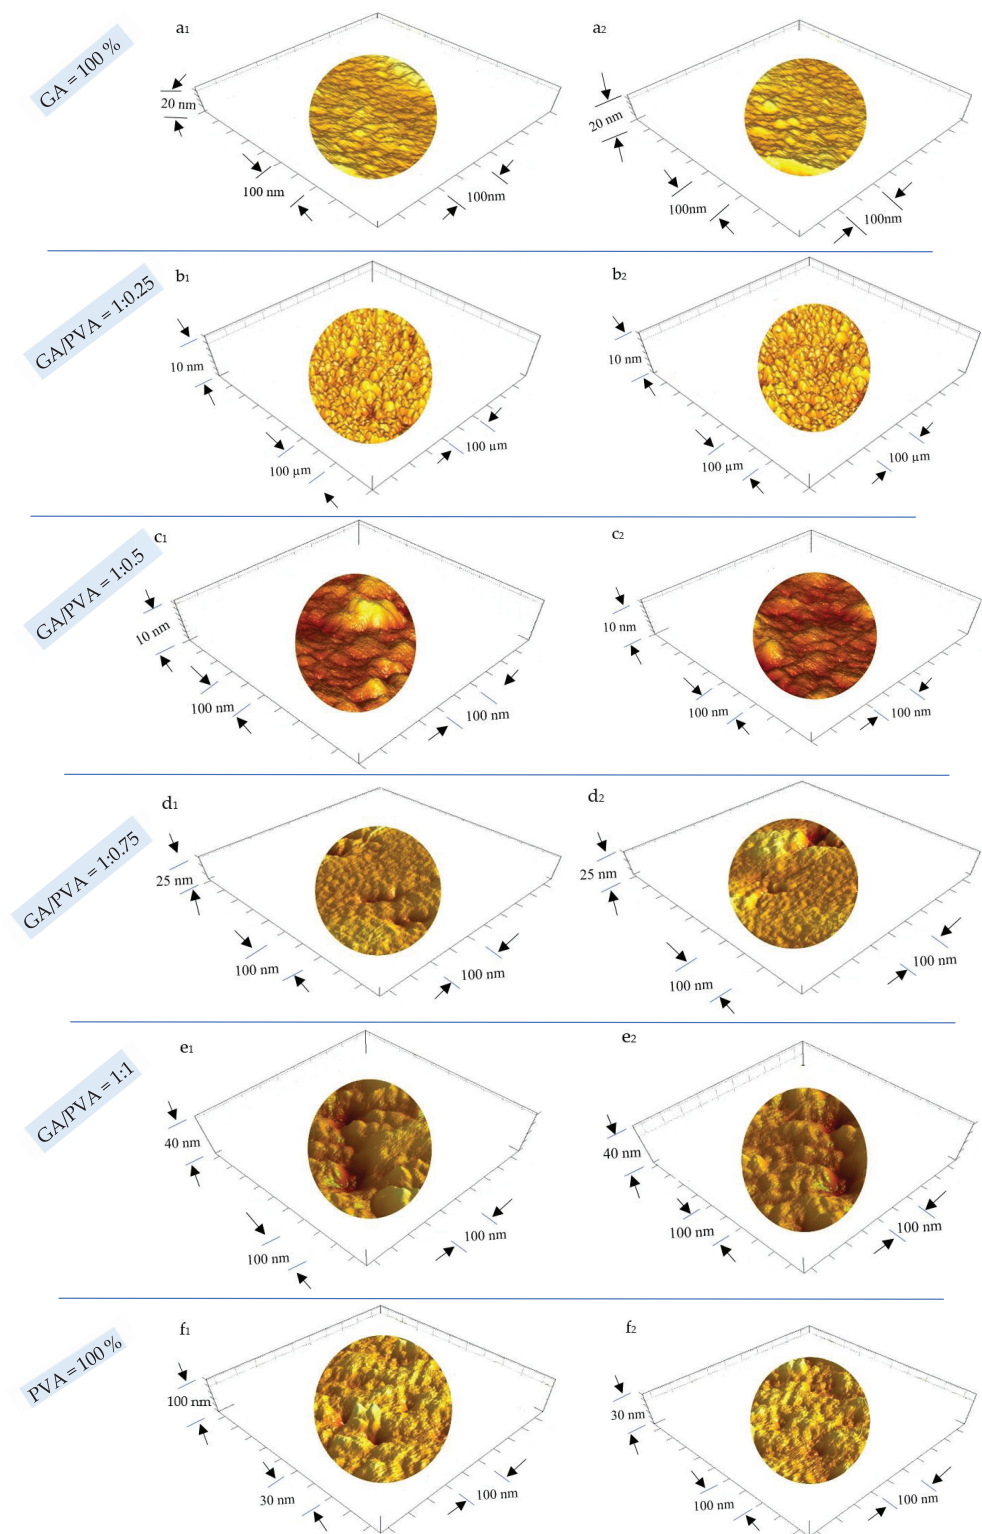 GA = 100 %
a1
20 nm
100 nm
100nm
a2
20 nm
100nm
100nm
GA/PVA = 1:0.25
b1
10 nm
100 µm
100 µm
b2
10 nm
100 µm
100 µm
GA/PVA = 1:0.5
c1
10 nm
100 nm
100 nm
c2
10 nm
100 nm
100 nm
GA/PVA = 1:0.75
d1
25 nm
100 nm
100 nm
d2
25 nm
100 nm
100 nm
GA/PVA = 1:1
e1
40 nm
100 nm
100 nm
e2
40 nm
100 nm
100 nm
PVA = 100 %
f1
100 nm
30 nm
100 nm
f2
30 nm
100 nm
100 nm